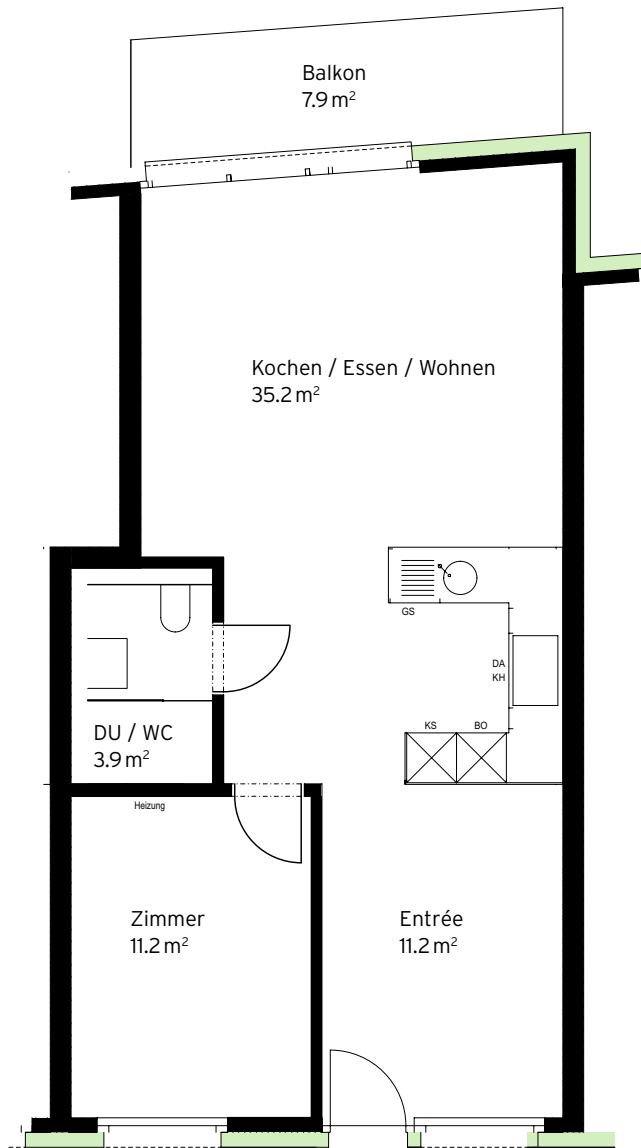 Balkon
7.9 m²
Kochen / Essen / Wohnen
35.2 m²
GS
DA
KH
KS BO
DU / WC
3.9 m²
Heizung
Zimmer
11.2 m²
Entrée
11.2 m²